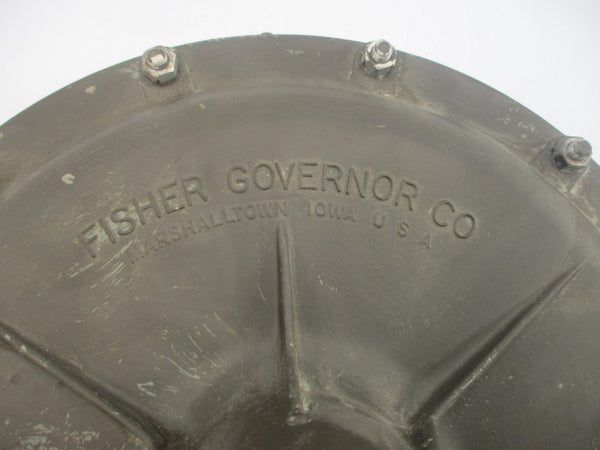 FISHER GOVERNOR CO
MARSHALLTOWN IOWA U S A